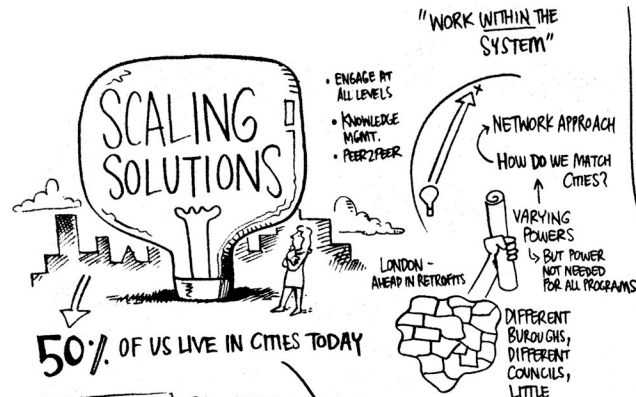 "WORK WITHIN THE
SYSTEM"
SCALING
SOLUTIONS
• ENGAGE AT
ALL LEVELS
• KNOWLEDGE
MGMT.
• PEER2PEER
NETWORK APPROACH
HOW DO WE MATCH
CITIES?
VARYING
POWERS
BUT POWER
NOT NEEDED
FOR ALL PROGRAMS
LONDON -
AHEAD IN RETROFITS
DIFFERENT
BUROUGHS,
DIFFERENT
COUNCILS,
LITTLE
50% OF US LIVE IN CITIES TODAY